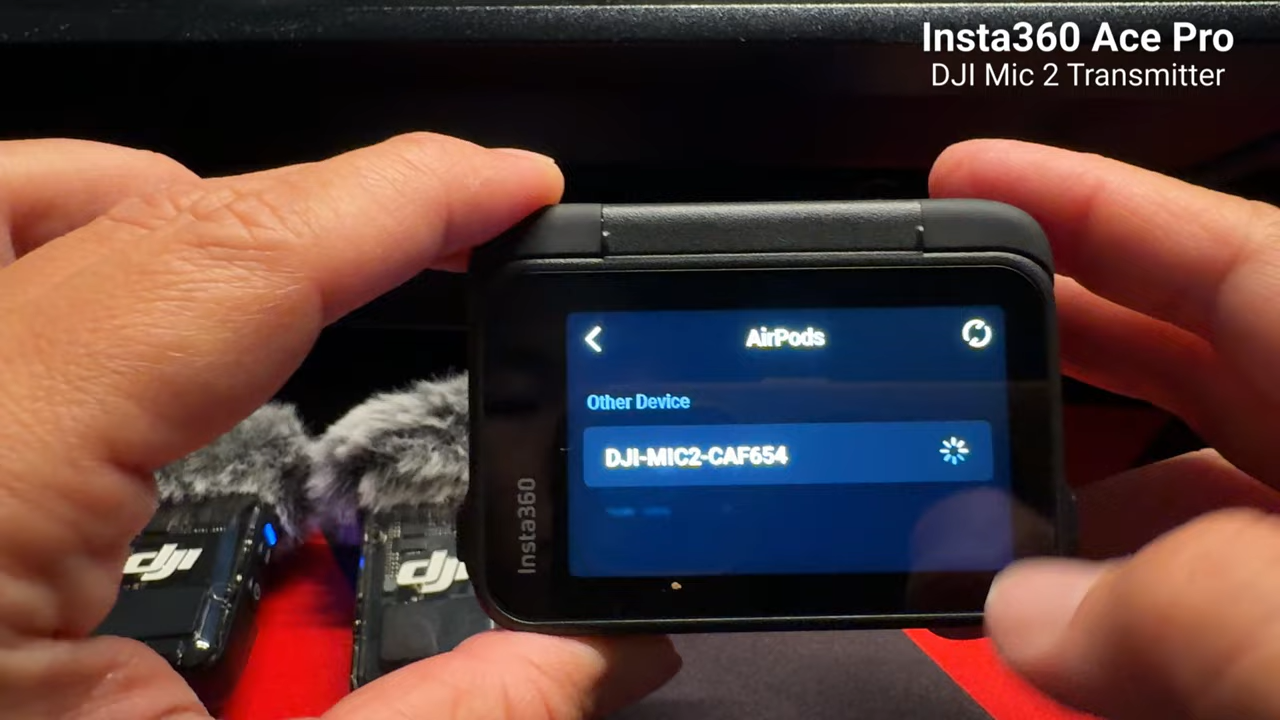 Insta360 Ace Pro
DJI Mic 2 Transmitter
AirPods
Other Device
DJI-MIC2-CAF654
Insta360
dji
dji